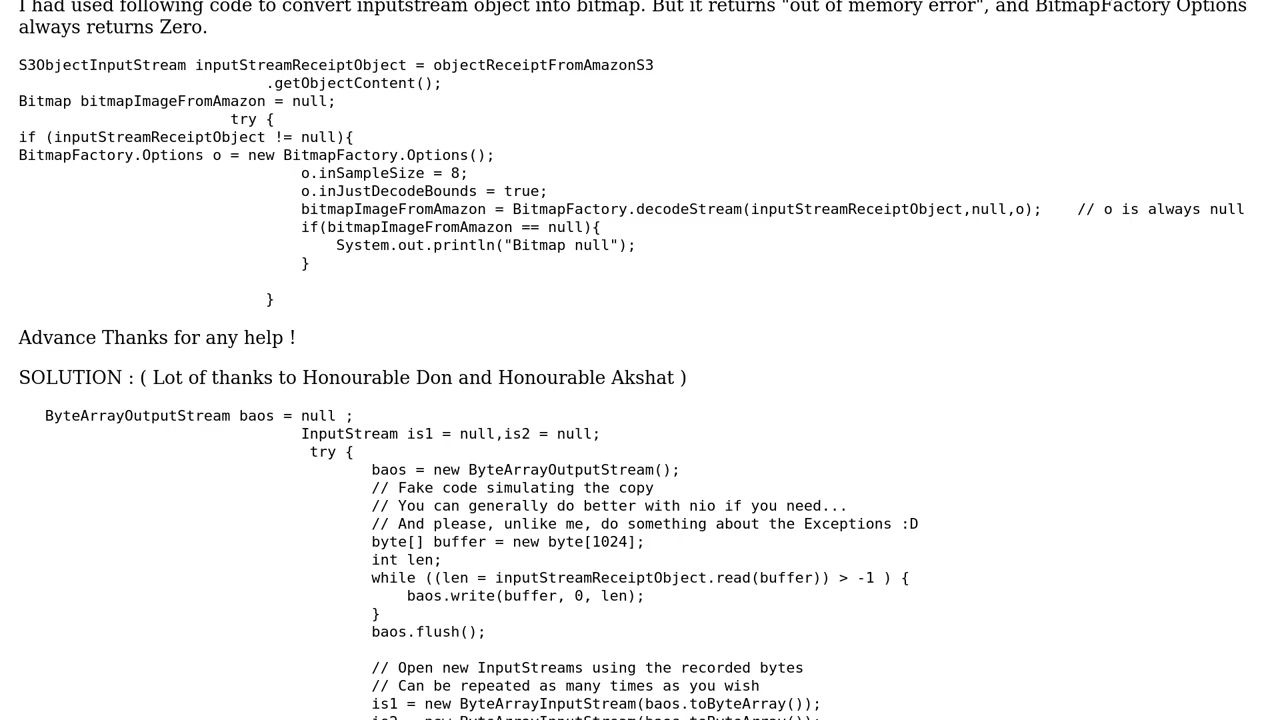 I had used following code to convert inputstream object into bitmap. But it returns "out of memory error", and BitmapFactory Options
always returns Zero.
S3ObjectInputStream inputStreamReceiptObject = objectReceiptFromAmazonS3
.getObjectContent();
Bitmap bitmapImageFromAmazon = null;
try {
if (inputStreamReceiptObject != null){
BitmapFactory.Options o = new BitmapFactory.Options();
o.inSampleSize = 8;
o.inJustDecodeBounds = true;
bitmapImageFromAmazon = BitmapFactory.decodeStream(inputStreamReceiptObject,null,o);    // o is always null
if(bitmapImageFromAmazon == null){
System.out.println("Bitmap null");
}
}
Advance Thanks for any help !
SOLUTION : ( Lot of thanks to Honourable Don and Honourable Akshat )
ByteArrayOutputStream baos = null ;
InputStream is1 = null,is2 = null;
try {
baos = new ByteArrayOutputStream();
// Fake code simulating the copy
// You can generally do better with nio if you need...
// And please, unlike me, do something about the Exceptions :D
byte[] buffer = new byte[1024];
int len;
while ((len = inputStreamReceiptObject.read(buffer)) > -1 ) {
baos.write(buffer, 0, len);
}
baos.flush();
// Open new InputStreams using the recorded bytes
// Can be repeated as many times as you wish
is1 = new ByteArrayInputStream(baos.toByteArray());
is2 = new ByteArrayInputStream(baos.toByteArray());